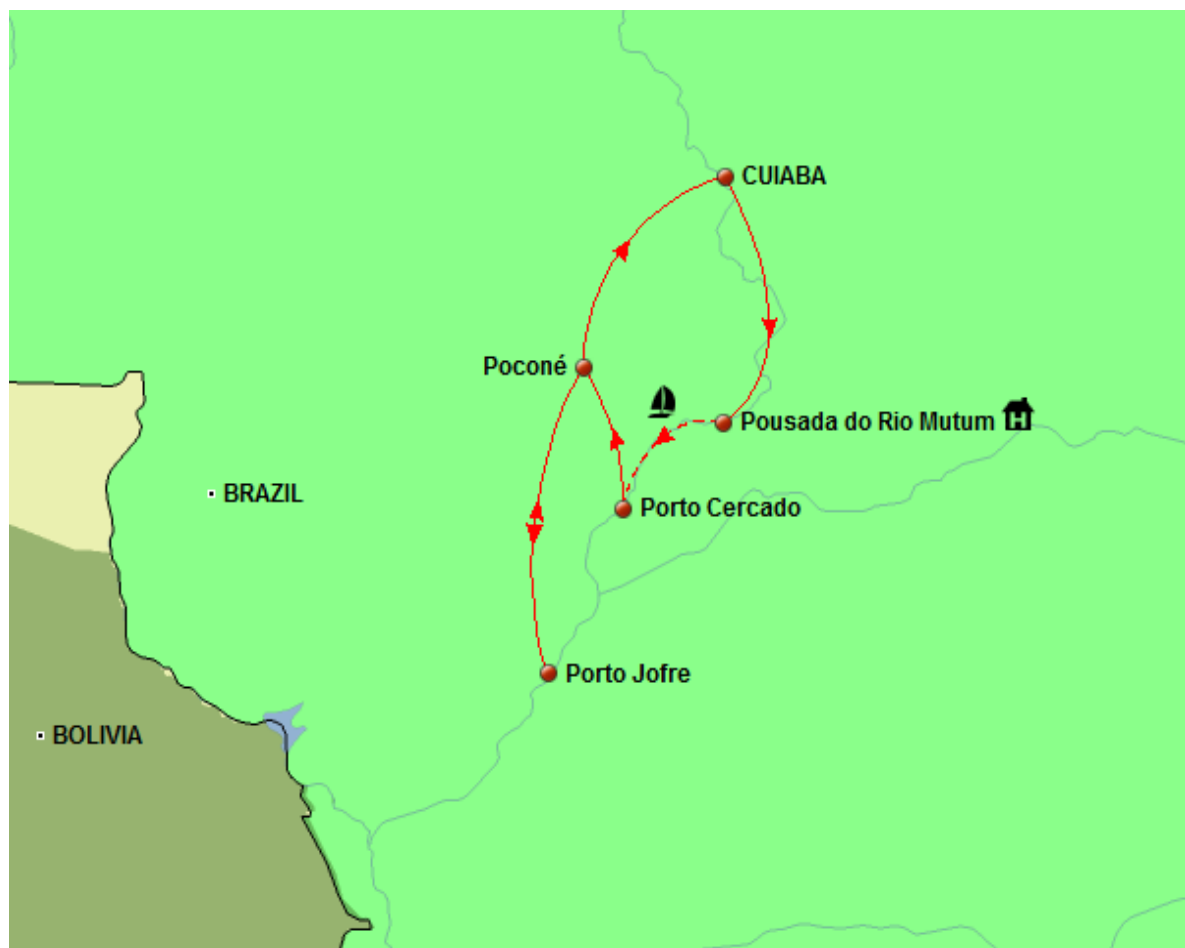 CUIABA
Poconé
Pousada do Rio Mutum
H
BRAZIL
Porto Cercado
Porto Jofre
BOLIVIA